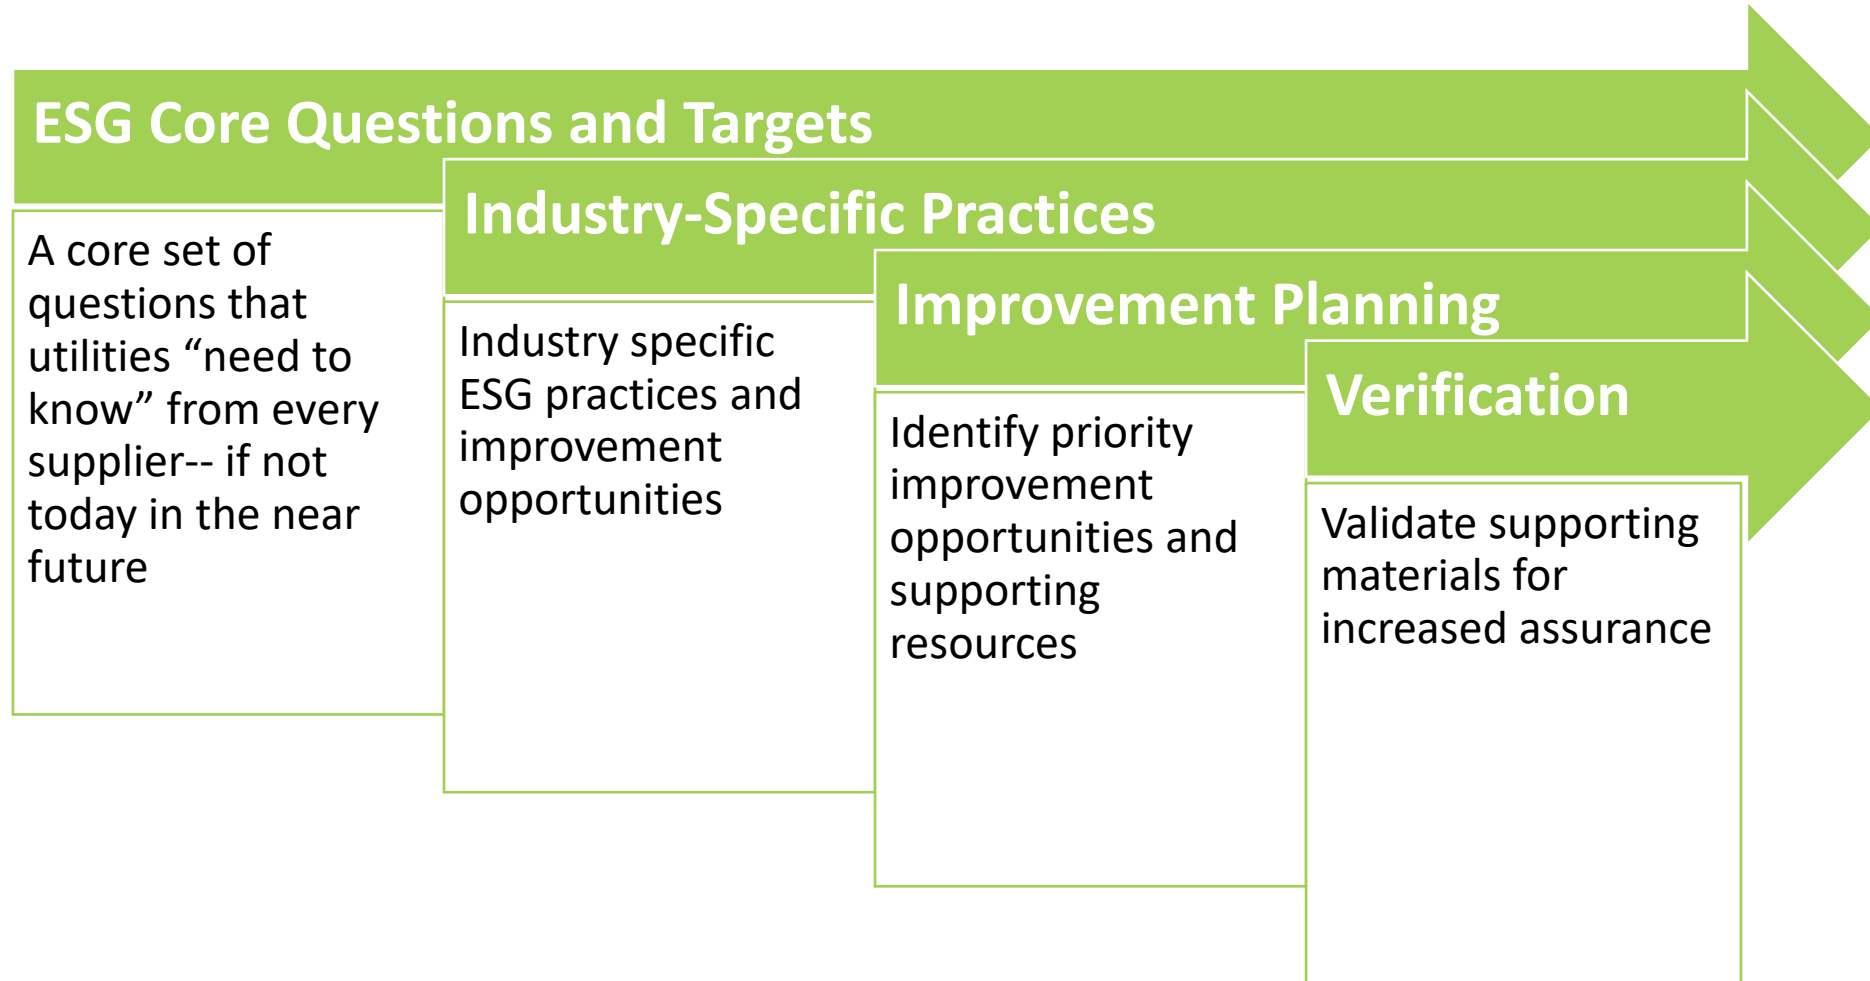 ESG Core Questions and Targets
A core set of
questions that
utilities “need to
know” from every
supplier-- if not
today in the near
future
Industry-Specific Practices
Industry specific
ESG practices and
improvement
opportunities
Improvement Planning
Identify priority
improvement
opportunities and
supporting
resources
Verification
Validate supporting
materials for
increased assurance